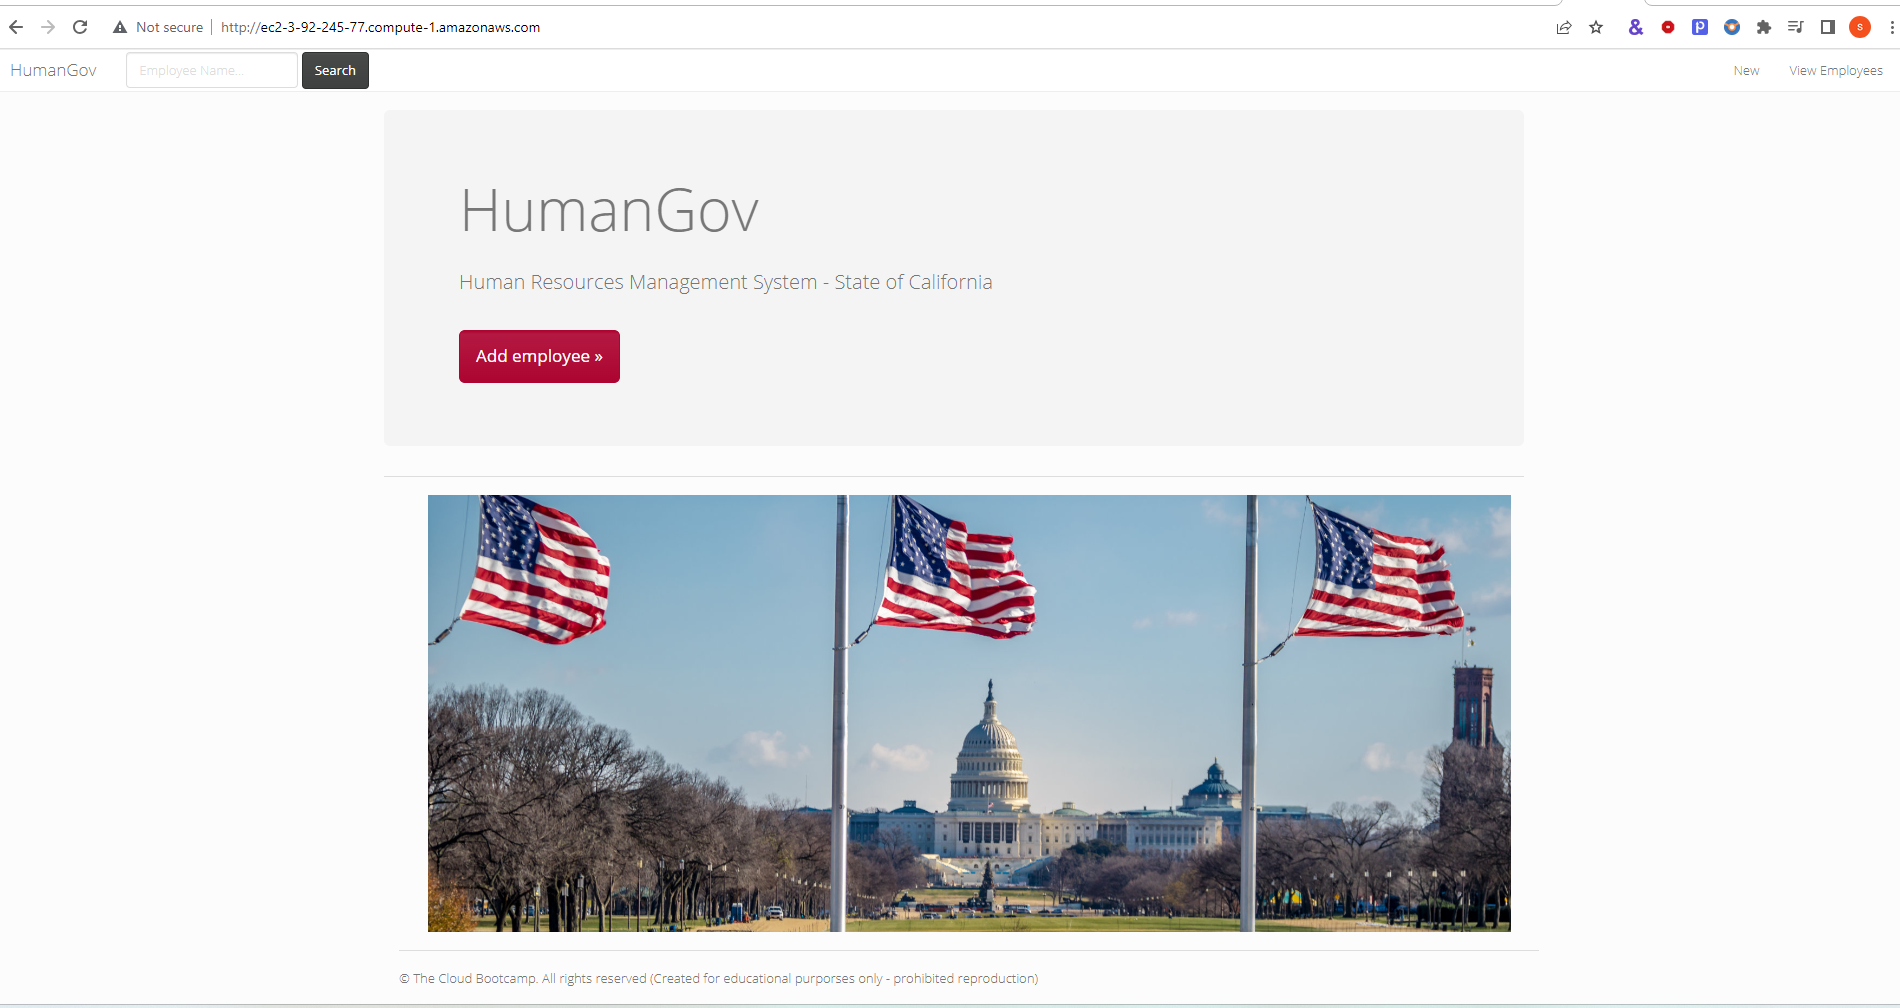 Not secure | http://ec2-3-92-245-77.compute-1.amazonaws.com
S
HumanGov Employee Name... Search New View Employees
HumanGov
Human Resources Management System - State of California
Add employee »
© The Cloud Bootcamp. All rights reserved (Created for educational purporses only - prohibited reproduction)